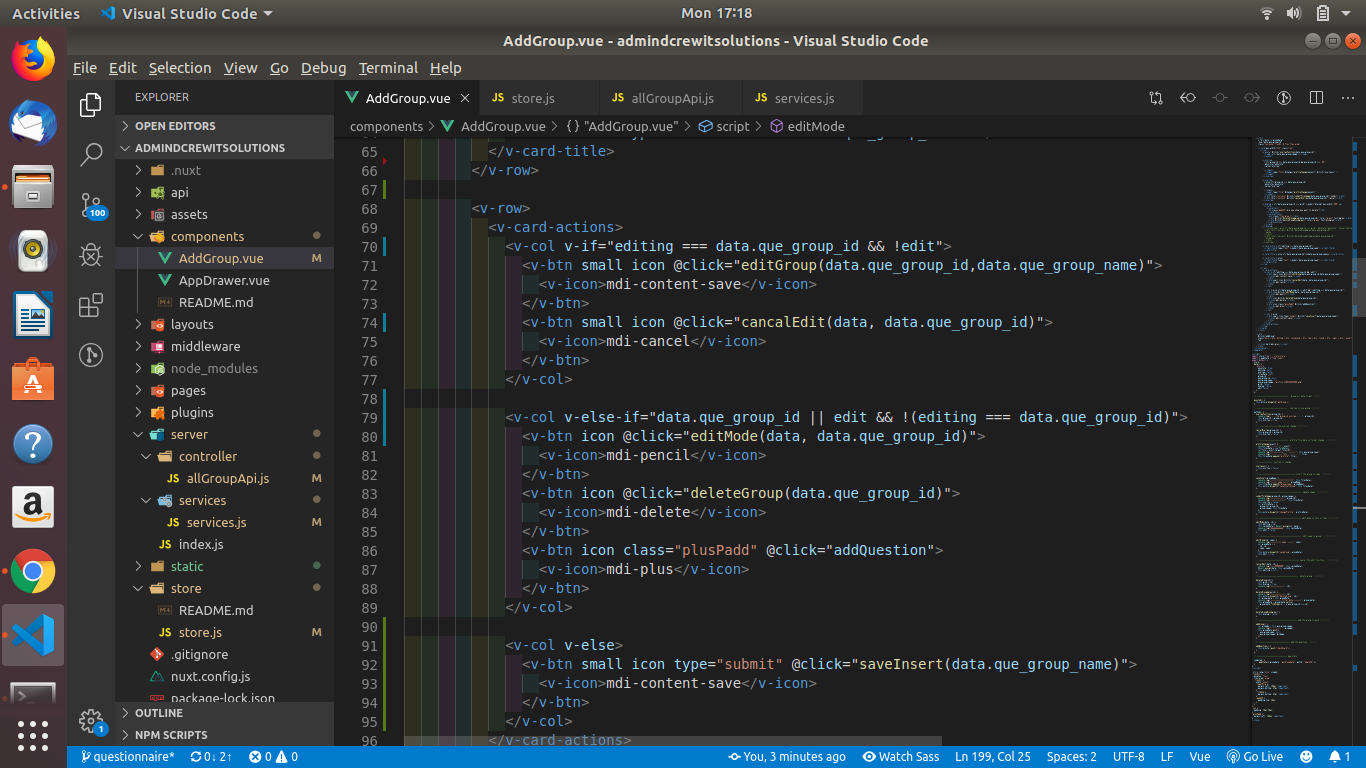 Activities Visual Studio Code Mon 17:18
AddGroup.vue - admindcrewitsolutions - Visual Studio Code
File Edit Selection View Go Debug Terminal Help
EXPLORER
OPEN EDITORS
ADMINDCREWITSOLUTIONS
.nuxt
api
assets
components
AddGroup.vue M
AppDrawer.vue
README.md
layouts
middleware
node_modules
pages
plugins
server
controller
JS allGroupApi.js M
services
JS services.js M
JS index.js
static
store
README.md
JS store.js M
.gitignore
nuxt.config.js
package-lock.json
OUTLINE
NPM SCRIPTS
100
1
AddGroup.vue JS store.js JS allGroupApi.js JS services.js
components AddGroup.vue {} "AddGroup.vue" script editMode
65 </v-card-title>
66 </v-row>
67
68 <v-row>
69 <v-card-actions>
70 <v-col v-if="editing === data.que_group_id && !edit">
71 <v-btn small icon @click="editGroup(data.que_group_id,data.que_group_name)">
72 <v-icon>mdi-content-save</v-icon>
73 </v-btn>
74 <v-btn small icon @click="cancalEdit(data, data.que_group_id)">
75 <v-icon>mdi-cancel</v-icon>
76 </v-btn>
77 </v-col>
78
79 <v-col v-else-if="data.que_group_id || edit && !(editing === data.que_group_id)">
80 <v-btn icon @click="editMode(data, data.que_group_id)">
81 <v-icon>mdi-pencil</v-icon>
82 </v-btn>
83 <v-btn icon @click="deleteGroup(data.que_group_id)">
84 <v-icon>mdi-delete</v-icon>
85 </v-btn>
86 <v-btn icon class="plusPadd" @click="addQuestion">
87 <v-icon>mdi-plus</v-icon>
88 </v-btn>
89 </v-col>
90
91 <v-col v-else>
92 <v-btn small icon type="submit" @click="saveInsert(data.que_group_name)">
93 <v-icon>mdi-content-save</v-icon>
94 </v-btn>
95 </v-col>
96 </v-card-actions>
questionnaire* 0↓ 2↑ 0 0 You, 3 minutes ago Watch Sass Ln 199, Col 25 Spaces: 2 UTF-8 LF Vue Go Live 1